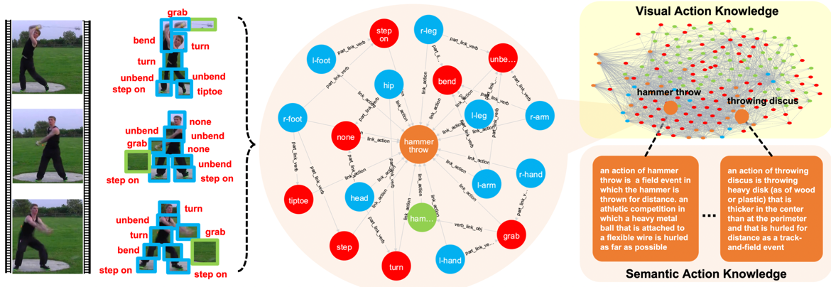 grab
bend
turn
turn
unbend
unbend
step on
tiptoe
none
unbend
unbend
grab
none
unbend
step on
step on
turn
unbend
turn
grab
bend
step on
step on
step
on
r-leg
unbe...
l-foot
hip
bend
l-leg
r-arm
r-foot
none
hammer
throw
r-hand
l-arm
tiptoe
head
ham...
grab
step
turn
l-hand
part_link_verb
link_action
verb_link_obj
Visual Action Knowledge
hammer throw
throwing discus
an action of hammer
throw is a field event in
which the hammer is
thrown for distance. an
athletic competition in
which a heavy metal
ball that is attached to
a flexible wire is hurled
as far as possible
...
an action of throwing
discus is throwing
heavy disk (as of wood
or plastic) that is
thicker in the center
than at the perimeter
and that is hurled for
distance as a track-
and-field event
Semantic Action Knowledge